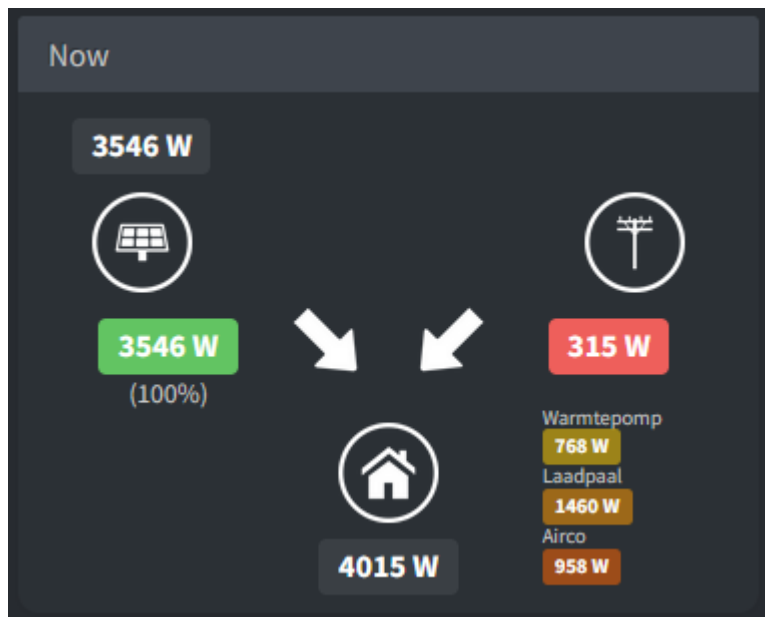 Now
3546 W
3546 W
(100%)
315 W
Warmtepomp
768 W
Laadpaal
1460 W
Airco
958 W
4015 W